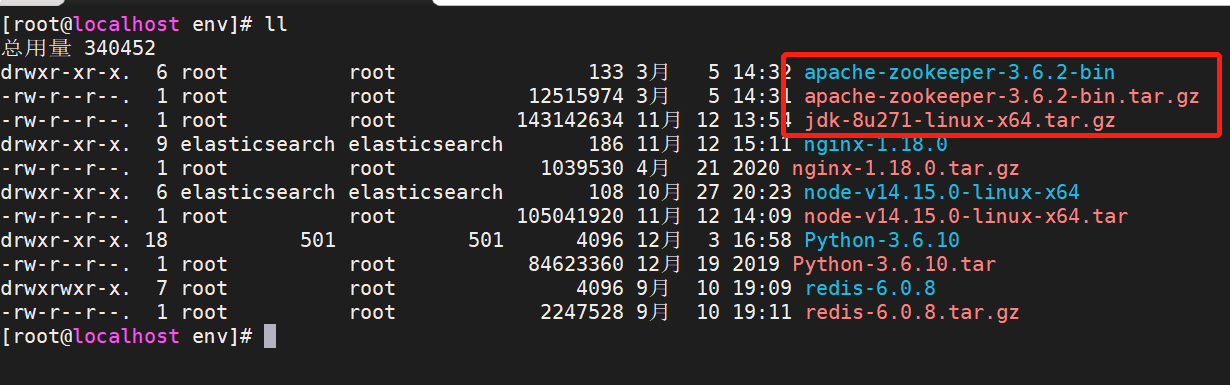 [root@localhost env]# ll
总用量 340452
drwxr-xr-x.  6 root          root                133 3月   5 14:32 apache-zookeeper-3.6.2-bin
-rw-r--r--.  1 root          root           12515974 3月   5 14:31 apache-zookeeper-3.6.2-bin.tar.gz
-rw-r--r--.  1 root          root          143142634 11月 12 13:54 jdk-8u271-linux-x64.tar.gz
drwxr-xr-x.  9 elasticsearch elasticsearch       186 11月 12 15:11 nginx-1.18.0
-rw-r--r--.  1 root          root            1039530 4月  21 2020 nginx-1.18.0.tar.gz
drwxr-xr-x.  6 elasticsearch elasticsearch       108 10月 27 20:23 node-v14.15.0-linux-x64
-rw-r--r--.  1 root          root          105041920 11月 12 14:09 node-v14.15.0-linux-x64.tar
drwxr-xr-x. 18           501           501      4096 12月  3 16:58 Python-3.6.10
-rw-r--r--.  1 root          root           84623360 12月 19 2019 Python-3.6.10.tar
drwxrwxr-x.  7 root          root               4096 9月  10 19:09 redis-6.0.8
-rw-r--r--.  1 root          root            2247528 9月  10 19:11 redis-6.0.8.tar.gz
[root@localhost env]#